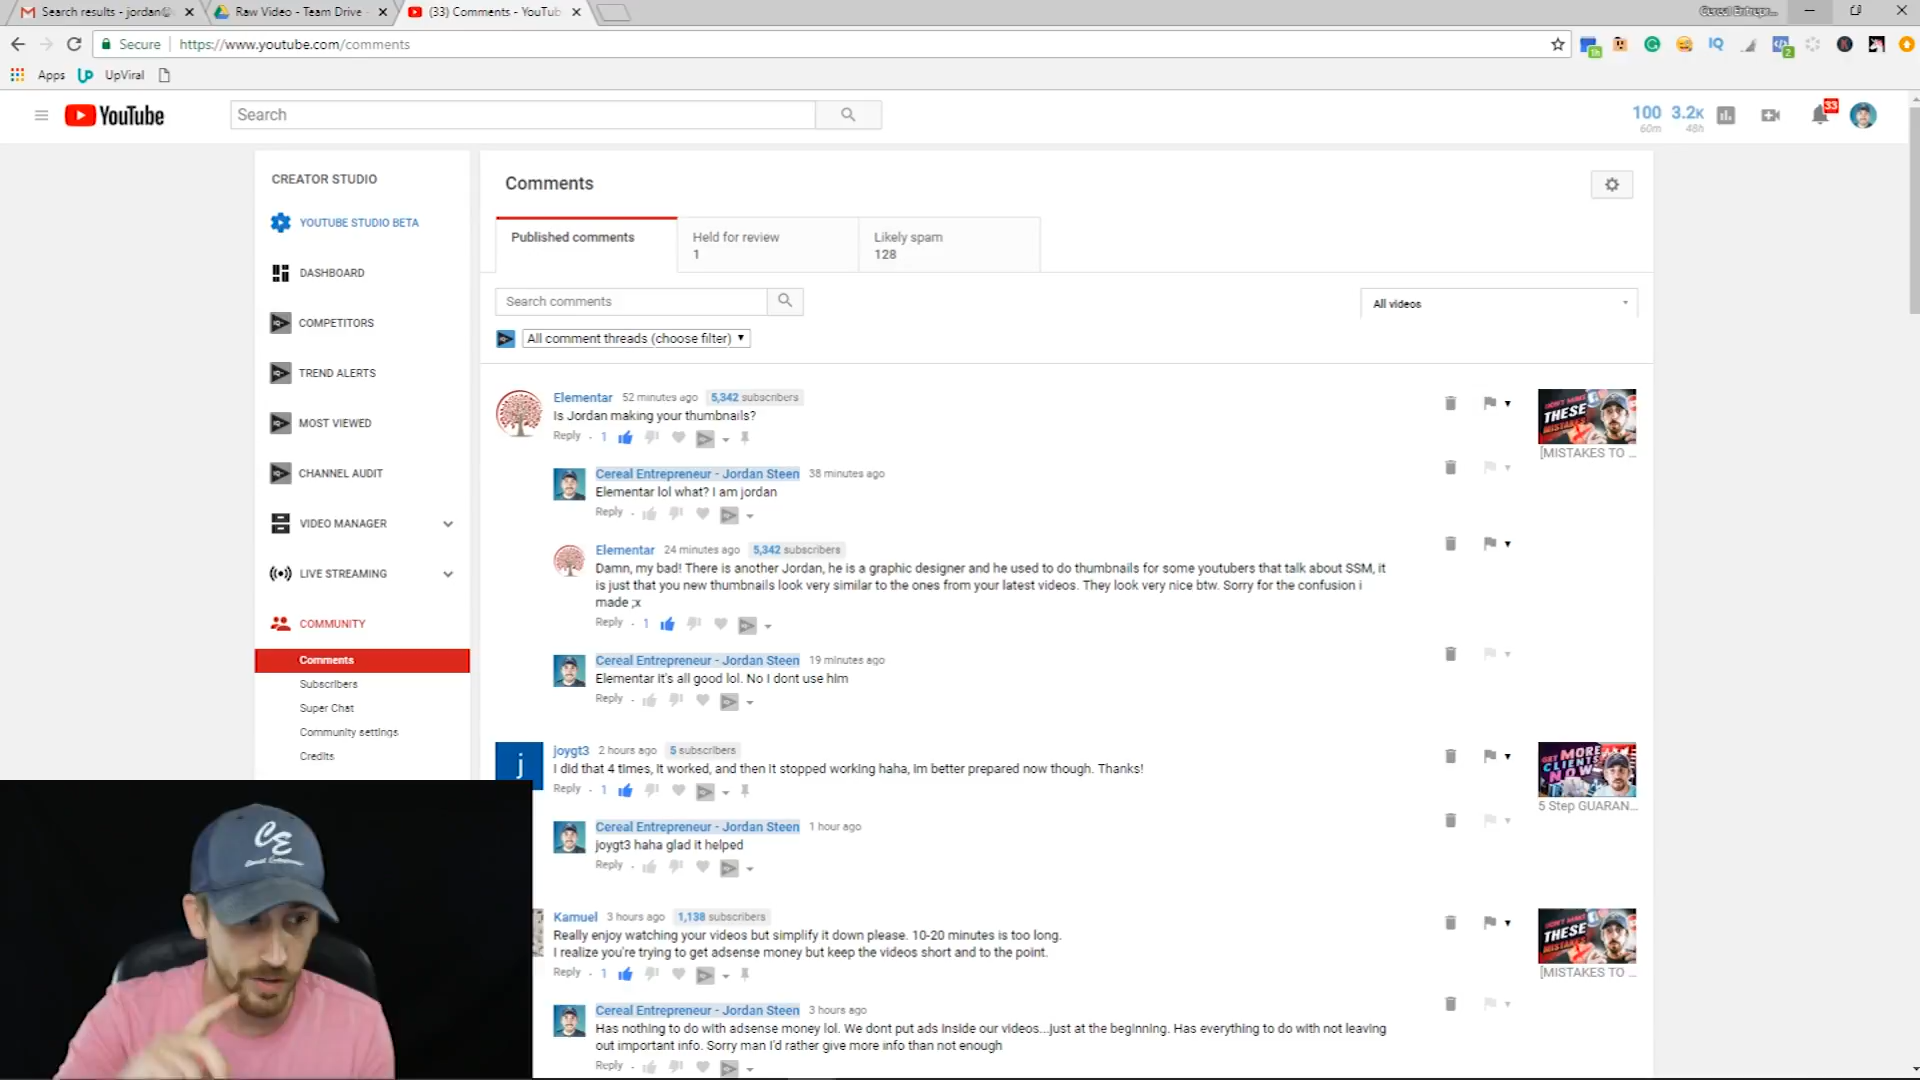 Search results - jordan@
Raw Video - Team Drive
(33) Comments - YouTub
Cereal Entrepr...
Secure
https://www.youtube.com/comments
1h
IQ
2
K
Apps
UpViral
YouTube
Search
100
60m
3.2K
48h
33
CREATOR STUDIO
YOUTUBE STUDIO BETA
DASHBOARD
COMPETITORS
TREND ALERTS
MOST VIEWED
CHANNEL AUDIT
VIDEO MANAGER
LIVE STREAMING
COMMUNITY
Comments
Subscribers
Super Chat
Community settings
Credits
Comments
Published comments
Held for review
1
Likely spam
128
Search comments
All videos
All comment threads (choose filter)
Elementar 52 minutes ago 5,342 subscribers
Is Jordan making your thumbnails?
Reply · 1
DON'T MAKE
THESE
MISTAKES
[MISTAKES TO ...
Cereal Entrepreneur - Jordan Steen 38 minutes ago
Elementar lol what? I am jordan
Reply ·
Elementar 24 minutes ago 5,342 subscribers
Damn, my bad! There is another Jordan, he is a graphic designer and he used to do thumbnails for some youtubers that talk about SSM, it
is just that you new thumbnails look very similar to the ones from your latest videos. They look very nice btw. Sorry for the confusion i
made ;x
Reply · 1
Cereal Entrepreneur - Jordan Steen 19 minutes ago
Elementar it's all good lol. No I dont use him
Reply ·
j
joygt3 2 hours ago 5 subscribers
I did that 4 times, it worked, and then it stopped working haha, im better prepared now though. Thanks!
Reply · 1
GET MORE
CLIENTS
NOW
5 Step GUARAN...
Cereal Entrepreneur - Jordan Steen 1 hour ago
joygt3 haha glad it helped
Reply ·
Kamuel 3 hours ago 1,138 subscribers
Really enjoy watching your videos but simplify it down please. 10-20 minutes is too long.
I realize you're trying to get adsense money but keep the videos short and to the point.
Reply · 1
DON'T MAKE
THESE
MISTAKES
[MISTAKES TO ...
Cereal Entrepreneur - Jordan Steen 3 hours ago
Has nothing to do with adsense money lol. We dont put ads inside our videos...just at the beginning. Has everything to do with not leaving
out important info. Sorry man I'd rather give more info than not enough
Reply ·
CE
Cereal Entrepreneur